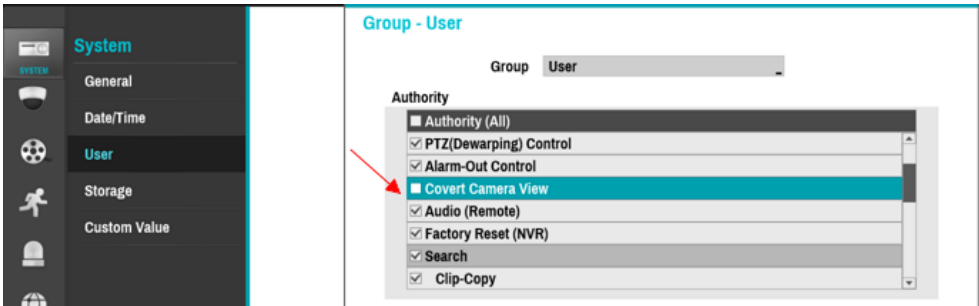 SYSTEM
System
General
Date/Time
User
Storage
Custom Value
Group - User
Group User
Authority
Authority (All)
PTZ(Dewarping) Control
Alarm-Out Control
Covert Camera View
Audio (Remote)
Factory Reset (NVR)
Search
Clip-Copy